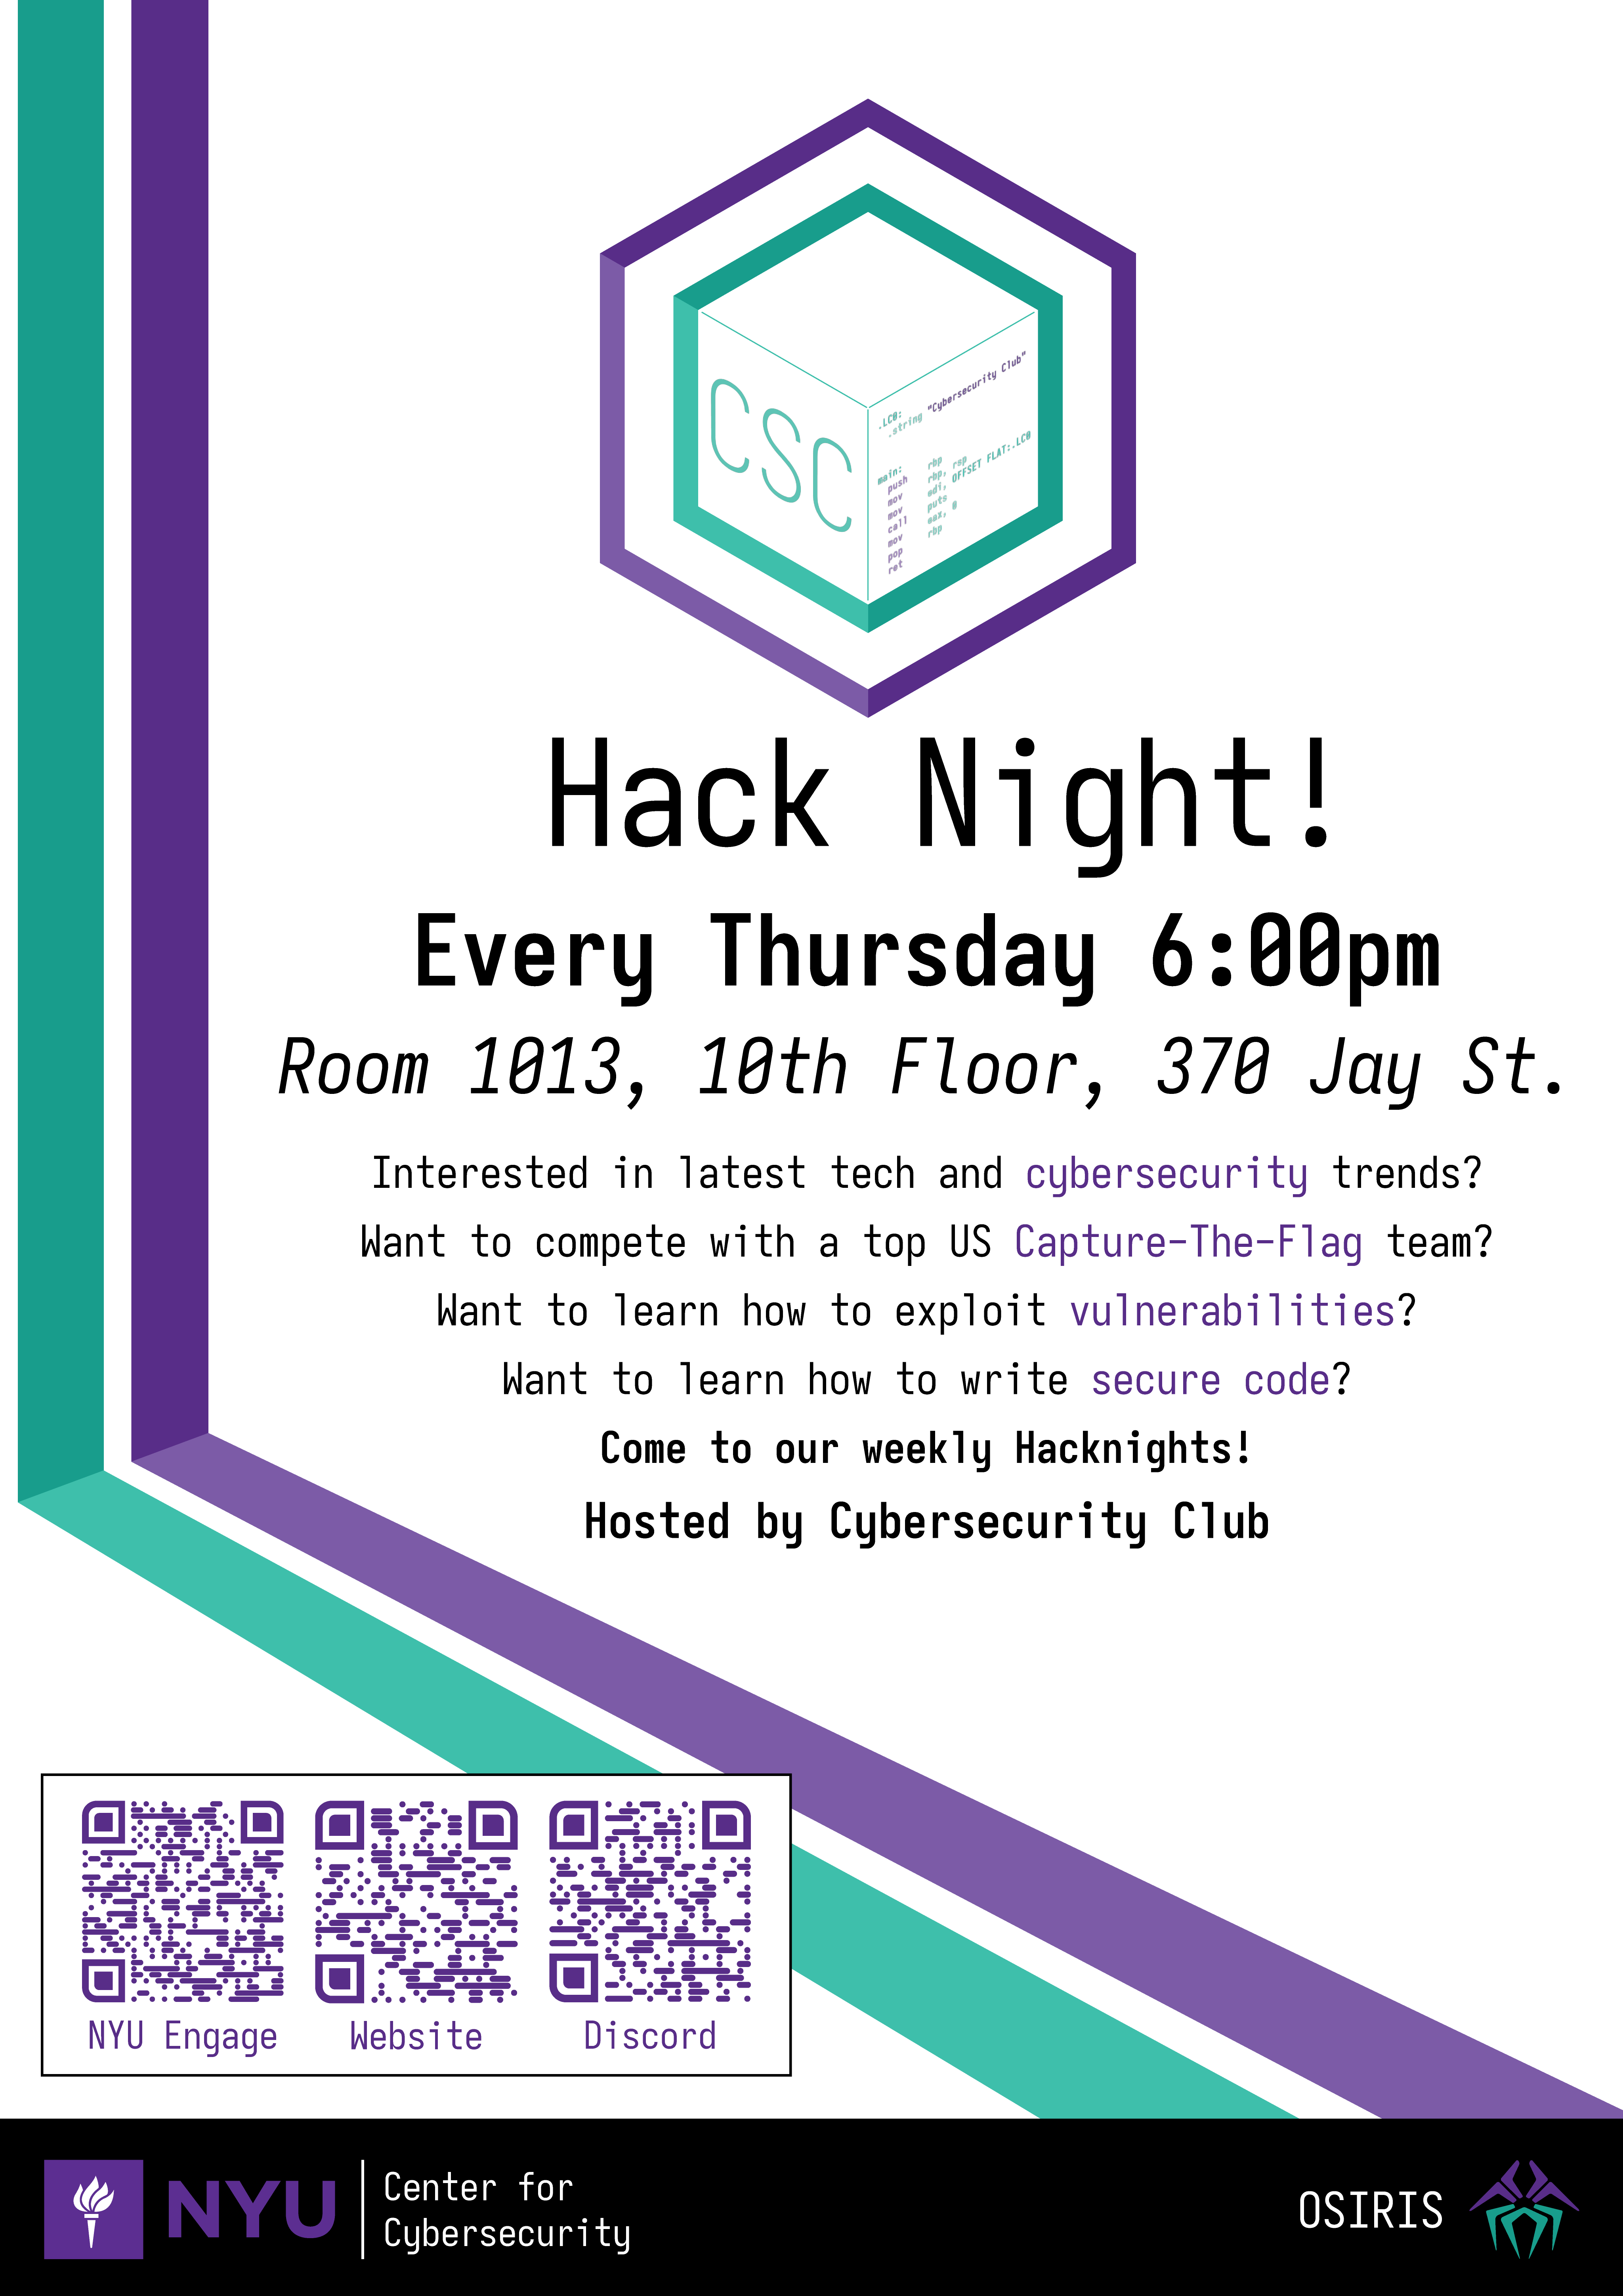 CSC
.LC0:
.string "Cybersecurity Club"
main:
push rbp
mov rbp, rsp
mov edi, OFFSET FLAT:.LC0
call puts
mov eax, 0
pop rbp
ret
Hack Night!
Every Thursday 6:00pm
Room 1013, 10th Floor, 370 Jay St.
Interested in latest tech and cybersecurity trends?
Want to compete with a top US Capture-The-Flag team?
Want to learn how to exploit vulnerabilities?
Want to learn how to write secure code?
Come to our weekly Hacknights!
Hosted by Cybersecurity Club
NYU Engage
Website
Discord
NYU
Center for
Cybersecurity
OSIRIS